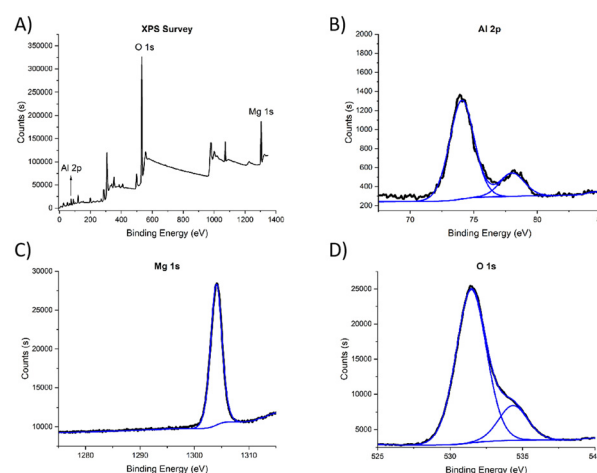 A)
XPS Survey
O 1s
Mg 1s
Al 2p
Counts (s)
350000
300000
250000
200000
150000
100000
50000
0
0 200 400 600 800 1000 1200 1400
Binding Energy (eV)
B)
Al 2p
Counts (s)
2000
1800
1600
1400
1200
1000
800
600
400
200
70 75 80
Binding Energy (eV)
C)
Mg 1s
Counts (s)
30000
25000
20000
15000
10000
1280 1290 1300 1310
Binding Energy (eV)
D)
O 1s
Counts (s)
25000
20000
15000
10000
5000
525 530 535 54
Binding Energy (eV)